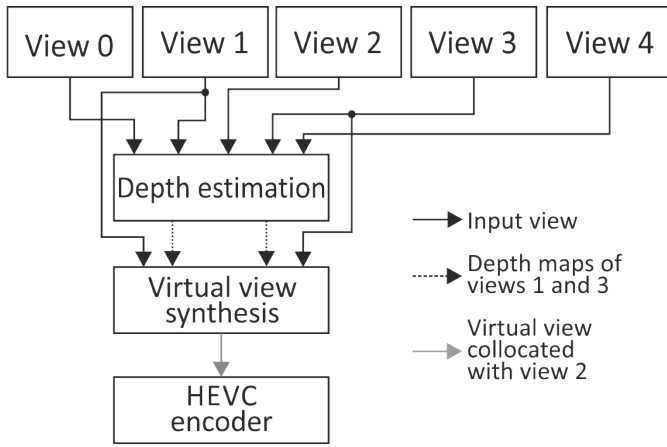 View 0
View 1
View 2
View 3
View 4
Depth estimation
Virtual view
synthesis
HEVC
encoder
Input view
Depth maps of
views 1 and 3
Virtual view
collocated
with view 2